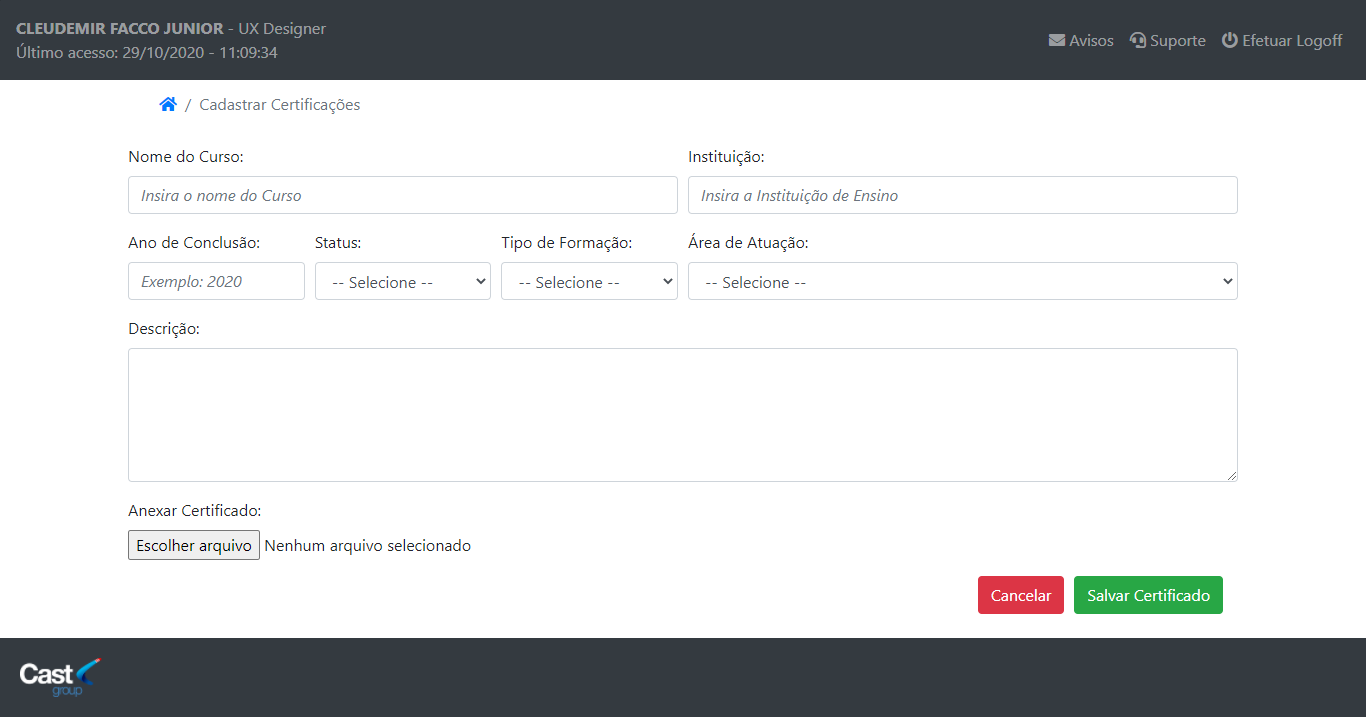 CLEUDEMIR FACCO JUNIOR - UX Designer
Último acesso: 29/10/2020 - 11:09:34
Avisos Suporte Efetuar Logoff
/ Cadastrar Certificações
Nome do Curso: Instituição:
Insira o nome do Curso Insira a Instituição de Ensino
Ano de Conclusão: Status: Tipo de Formação: Área de Atuação:
Exemplo: 2020 -- Selecione -- -- Selecione -- -- Selecione --
Descrição:
Anexar Certificado:
Escolher arquivo Nenhum arquivo selecionado
Cancelar Salvar Certificado
Cast
group